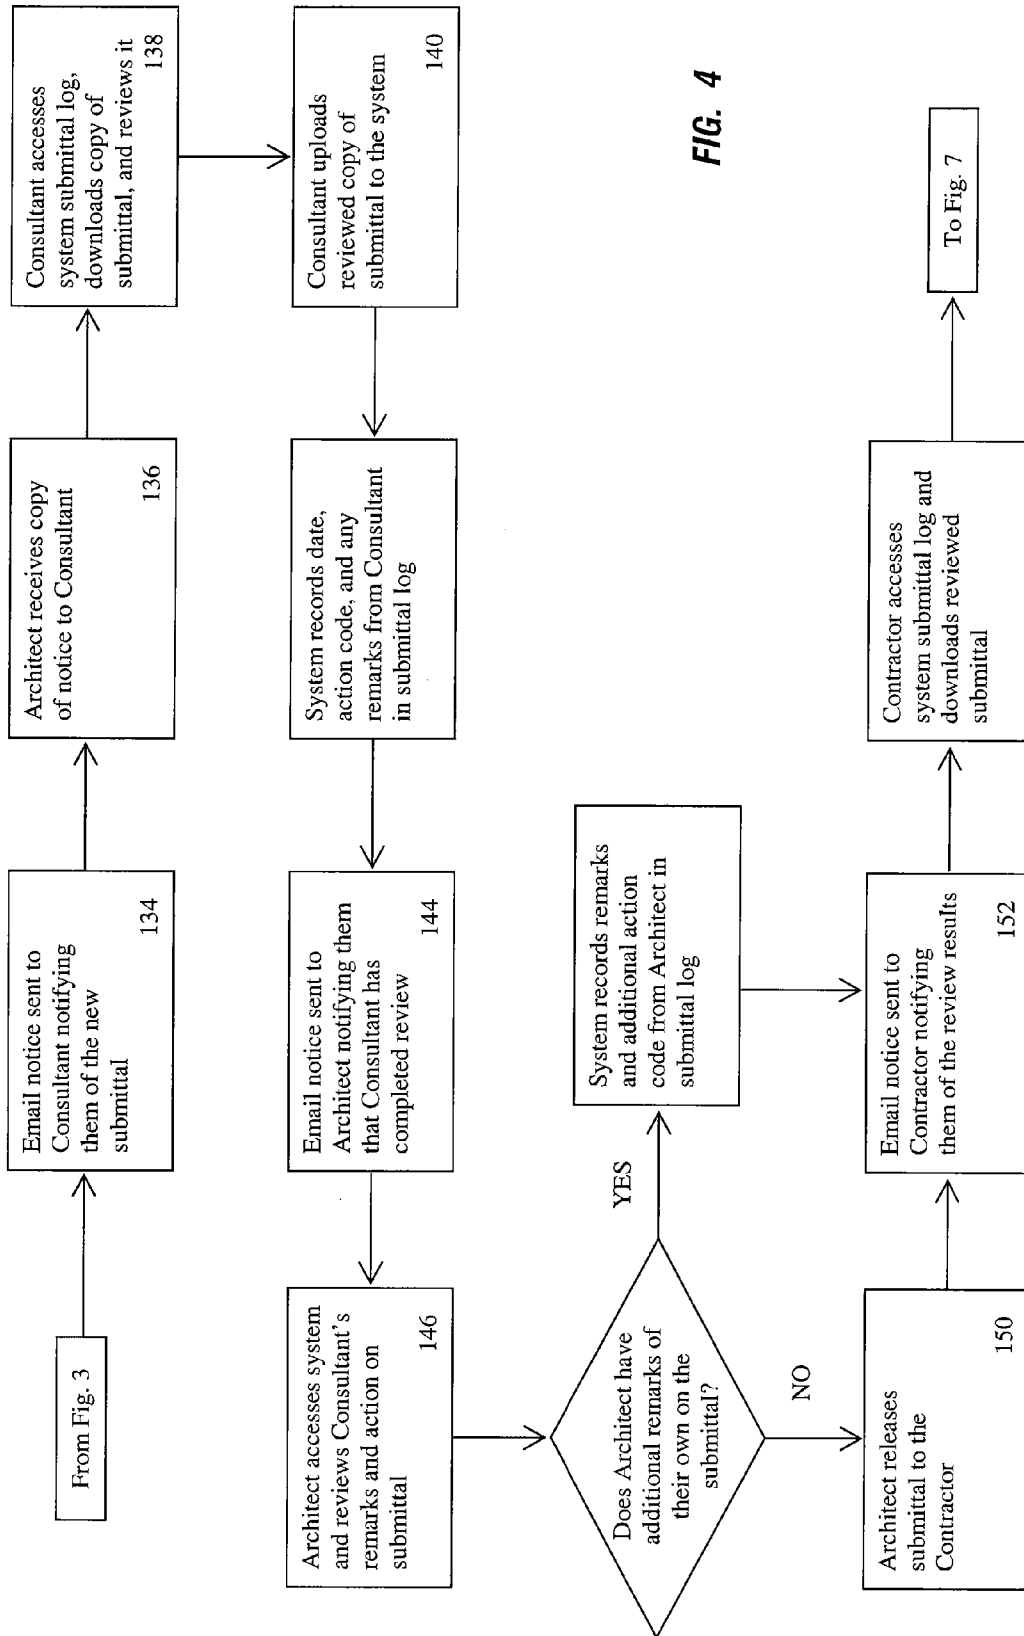 From Fig. 3
Email notice sent to
Consultant notifying
them of the new
submittal
134
Architect receives copy
of notice to Consultant
136
Consultant accesses
system submittal log,
downloads copy of
submittal, and reviews it
138
Consultant uploads
reviewed copy of
submittal to the system
140
System records date,
action code, and any
remarks from Consultant
in submittal log
Email notice sent to
Architect notifying them
that Consultant has
completed review
144
Architect accesses system
and reviews Consultant's
remarks and action on
submittal
146
Does Architect have
additional remarks of
their own on the
submittal?
YES
System records remarks
and additional action
code from Architect in
submittal log
NO
Architect releases
submittal to the
Contractor
150
Email notice sent to
Contractor notifying
them of the review results
152
Contractor accesses
system submittal log and
downloads reviewed
submittal
To Fig. 7
FIG. 4